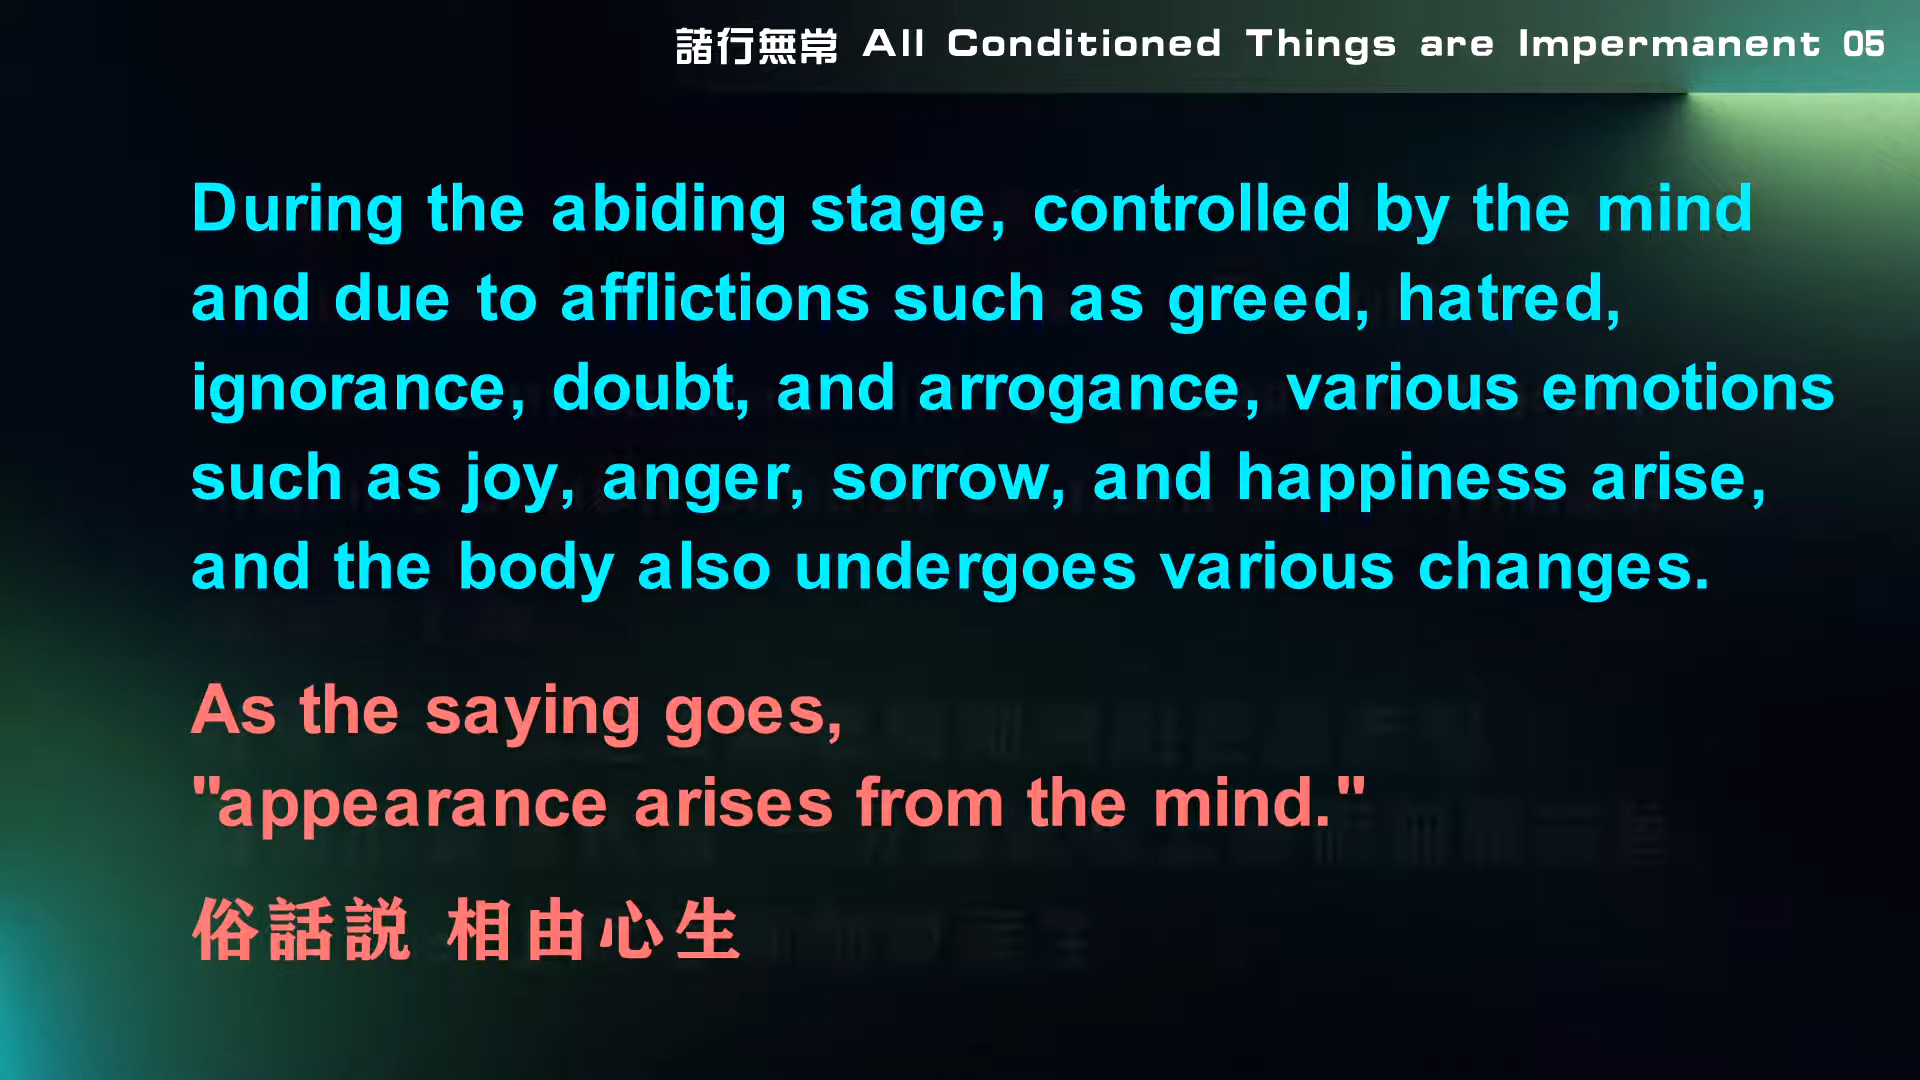 諸行無常 All Conditioned Things are Impermanent 05
During the abiding stage, controlled by the mind
and due to afflictions such as greed, hatred,
ignorance, doubt, and arrogance, various emotions
such as joy, anger, sorrow, and happiness arise,
and the body also undergoes various changes.
As the saying goes,
"appearance arises from the mind."
俗話説 相由心生